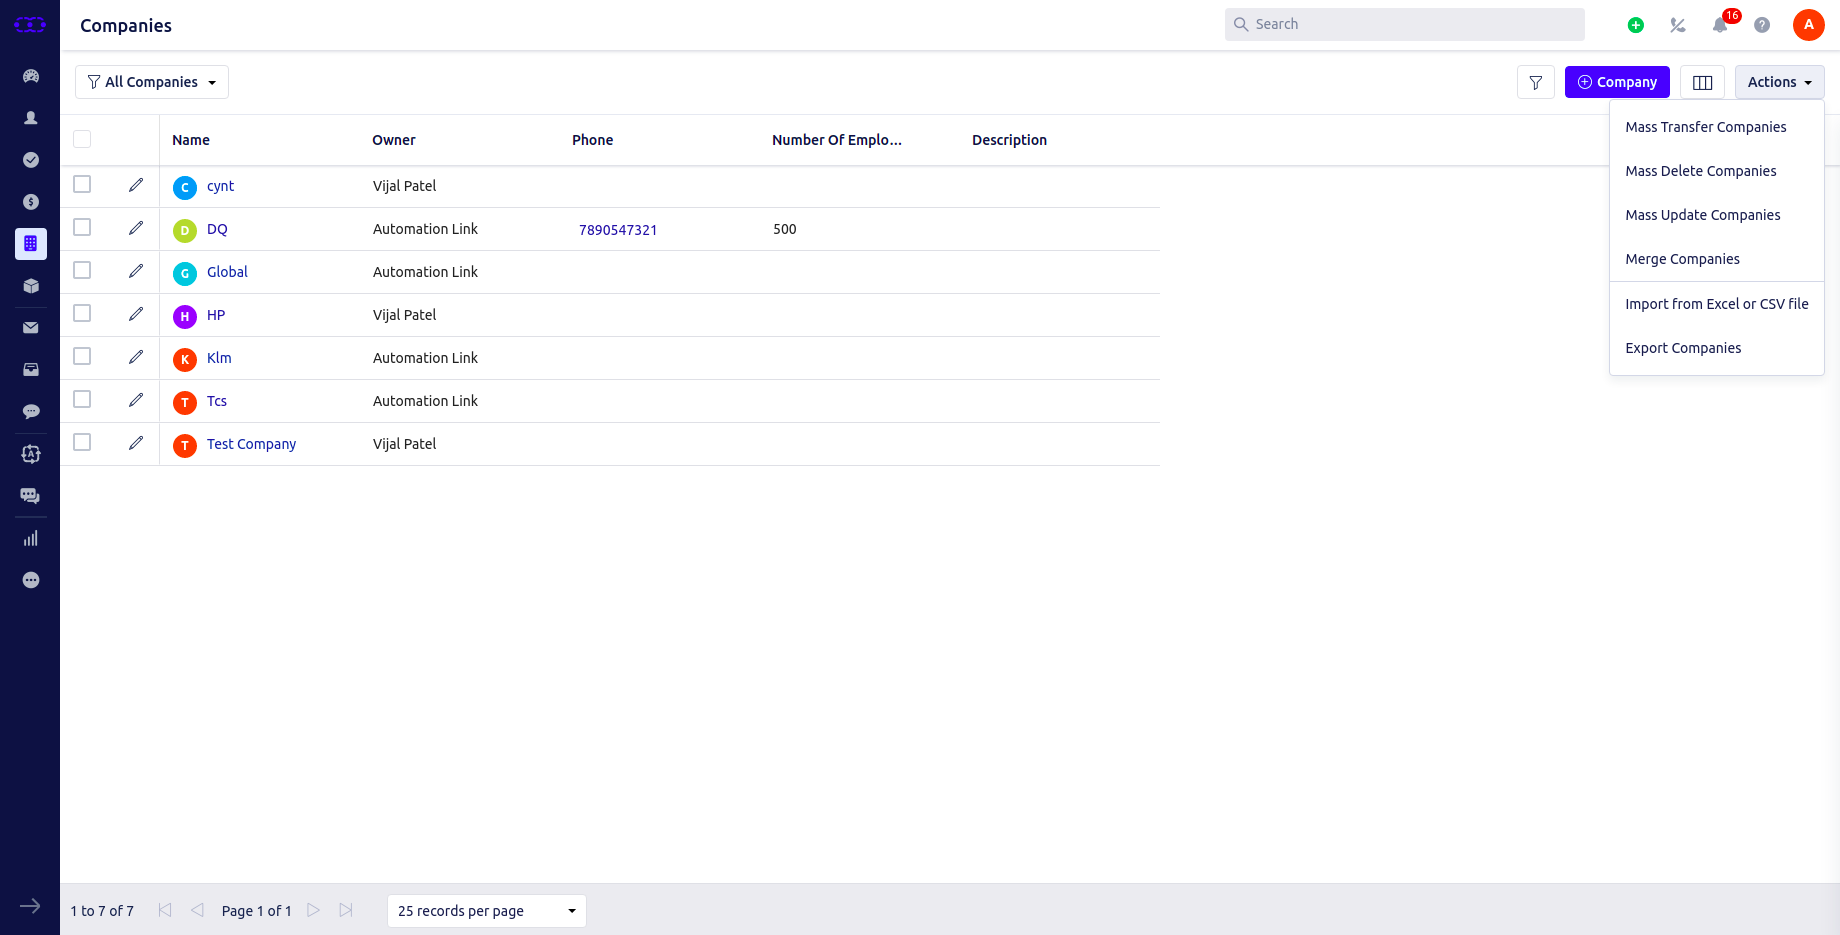 Companies
Search
16
A
All Companies
Company
Actions
Name Owner Phone Number Of Emplo... Description
C cynt Vijal Patel
D DQ Automation Link 7890547321 500
G Global Automation Link
H HP Vijal Patel
K Klm Automation Link
T Tcs Automation Link
T Test Company Vijal Patel
Mass Transfer Companies
Mass Delete Companies
Mass Update Companies
Merge Companies
Import from Excel or CSV file
Export Companies
1 to 7 of 7 Page 1 of 1 25 records per page